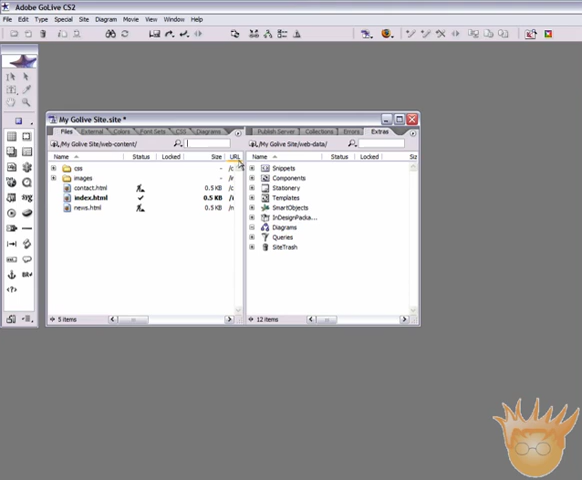 Adobe GoLive CS2
File Edit Type Special Site Diagram Movie View Window Help
My Golive Site.site *
Files External Colors Font Sets CSS Diagrams
Publish Server Collections Errors Extras
/My Golive Site/web-content/
/My Golive Site/web-data/
Name Status Locked Size URL
Name Status Locked Siz
css - /c
images - /ir
contact.html 0.5 KB /c
index.html 0.5 KB /i
news.html 0.5 KB /n
5 items
Snippets
Components
Stationery
Templates
SmartObjects
InDesignPacka...
Diagrams
Queries
SiteTrash
12 items